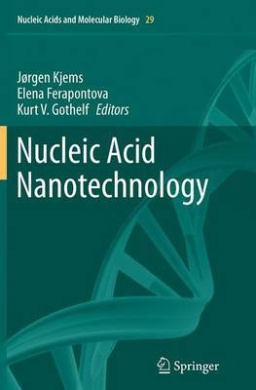 Nucleic Acids and Molecular Biology 29
Jørgen Kjems
Elena Ferapontova
Kurt V. Gothelf Editors
Nucleic Acid
Nanotechnology
Springer